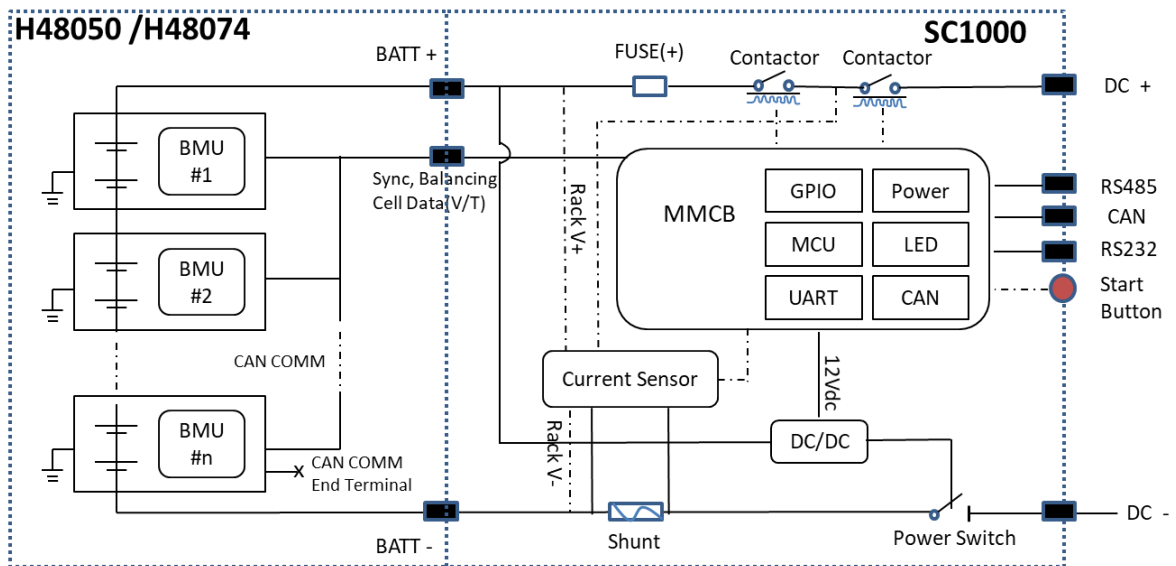 H48050 /H48074
SC1000
BATT +
FUSE(+)
Contactor
Contactor
DC +
BMU
#1
Sync, Balancing
Cell Data(V/T)
Rack V+
MMCB
GPIO
Power
MCU
LED
UART
CAN
RS485
CAN
RS232
Start
Button
BMU
#2
CAN COMM
Current Sensor
12Vdc
BMU
#n
CAN COMM
End Terminal
Rack V-
DC/DC
BATT -
Shunt
Power Switch
DC -